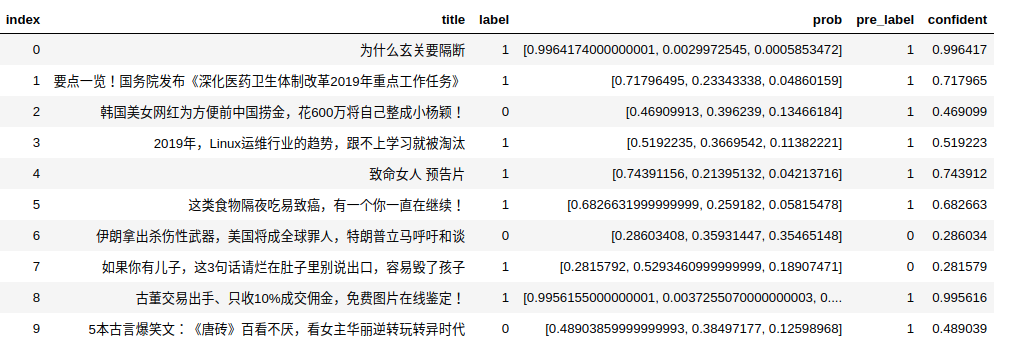 index title label prob pre_label confident
0 为什么玄关要隔断 1 [0.9964174000000001, 0.0029972545, 0.0005853472] 1 0.996417
1 要点一览！国务院发布《深化医药卫生体制改革2019年重点工作任务》 1 [0.71796495, 0.23343338, 0.04860159] 1 0.717965
2 韩国美女网红为方便前中国捞金，花600万将自己整成小杨颖！ 0 [0.46909913, 0.396239, 0.13466184] 1 0.469099
3 2019年，Linux运维行业的趋势，跟不上学习就被淘汰 1 [0.5192235, 0.3669542, 0.11382221] 1 0.519223
4 致命女人 预告片 1 [0.74391156, 0.21395132, 0.04213716] 1 0.743912
5 这类食物隔夜吃易致癌，有一个你一直在继续！ 1 [0.6826631999999999, 0.259182, 0.05815478] 1 0.682663
6 伊朗拿出杀伤性武器，美国将成全球罪人，特朗普立马呼吁和谈 0 [0.28603408, 0.35931447, 0.35465148] 0 0.286034
7 如果你有儿子，这3句话请烂在肚子里别说出口，容易毁了孩子 1 [0.2815792, 0.5293460999999999, 0.18907471] 0 0.281579
8 古董交易出手、只收10%成交佣金，免费图片在线鉴定！ 1 [0.9956155000000001, 0.0037255070000000003, 0.... 1 0.995616
9 5本古言爆笑文：《唐砖》百看不厌，看女主华丽逆转玩转异时代 0 [0.48903859999999993, 0.38497177, 0.12598968] 1 0.489039